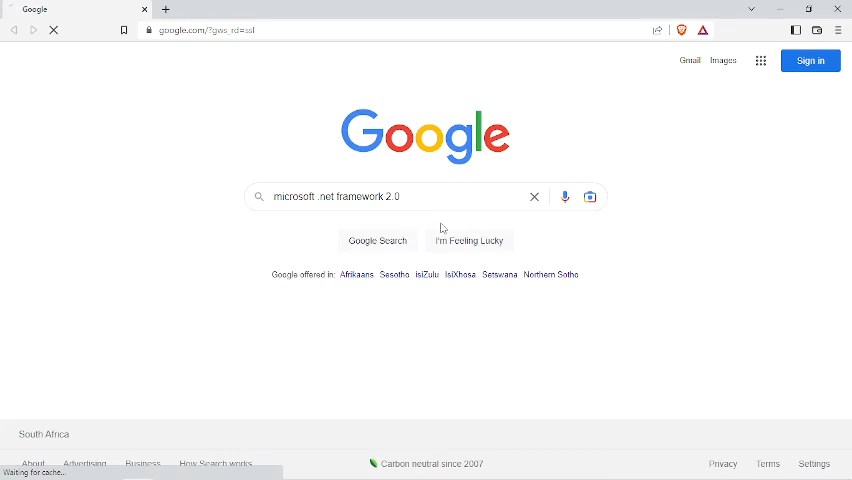 Google
google.com/?gws_rd=ssl
Gmail Images Sign in
Google
microsoft .net framework 2.0
Google Search I'm Feeling Lucky
Google offered in: Afrikaans Sesotho isiZulu IsiXhosa Setswana Northern Sotho
South Africa
About Advertising Business How Search works Carbon neutral since 2007 Privacy Terms Settings
Waiting for cache...